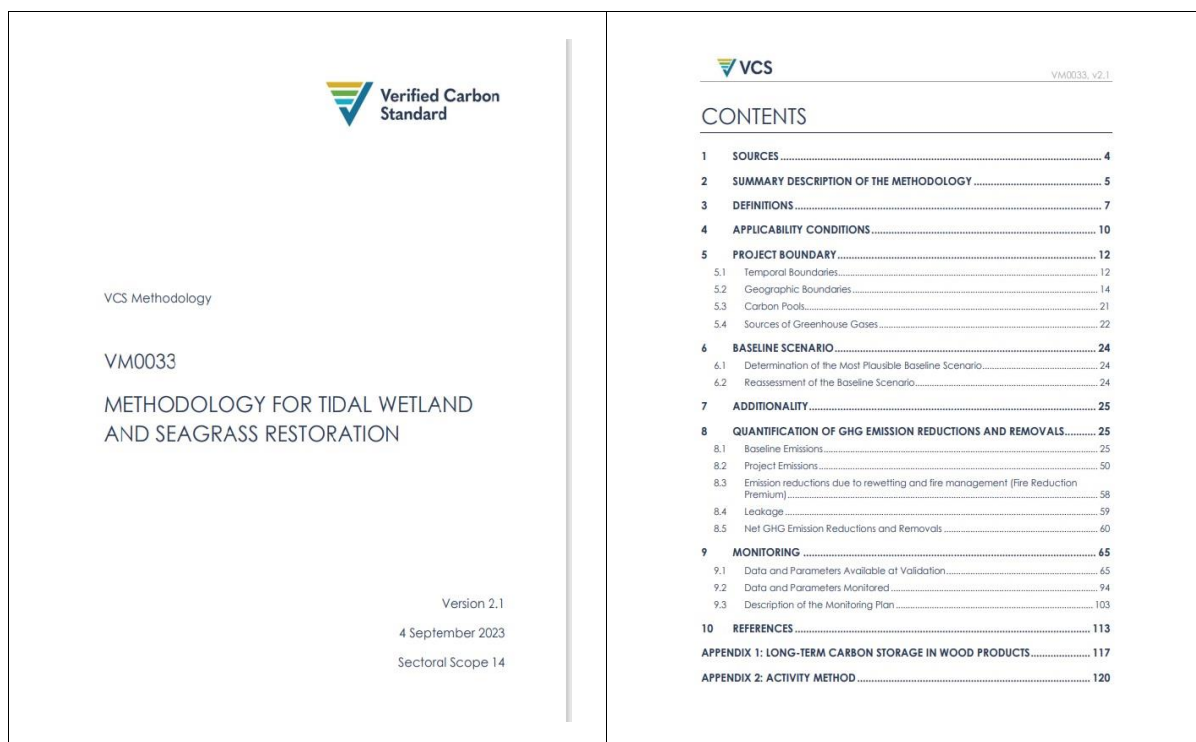 Verified Carbon
Standard
VCS Methodology
VM0033
METHODOLOGY FOR TIDAL WETLAND
AND SEAGRASS RESTORATION
Version 2.1
4 September 2023
Sectoral Scope 14
VCS
VM0033, v2.1
CONTENTS
1 SOURCES 4
2 SUMMARY DESCRIPTION OF THE METHODOLOGY 5
3 DEFINITIONS 7
4 APPLICABILITY CONDITIONS 10
5 PROJECT BOUNDARY 12
5.1 Temporal Boundaries 12
5.2 Geographic Boundaries 14
5.3 Carbon Pools 21
5.4 Sources of Greenhouse Gases 22
6 BASELINE SCENARIO 24
6.1 Determination of the Most Plausible Baseline Scenario 24
6.2 Reassessment of the Baseline Scenario 24
7 ADDITIONALITY 25
8 QUANTIFICATION OF GHG EMISSION REDUCTIONS AND REMOVALS 25
8.1 Baseline Emissions 25
8.2 Project Emissions 50
8.3 Emission reductions due to rewetting and fire management (Fire Reduction
Premium) 58
8.4 Leakage 59
8.5 Net GHG Emission Reductions and Removals 60
9 MONITORING 65
9.1 Data and Parameters Available at Validation 65
9.2 Data and Parameters Monitored 94
9.3 Description of the Monitoring Plan 103
10 REFERENCES 113
APPENDIX 1: LONG-TERM CARBON STORAGE IN WOOD PRODUCTS 117
APPENDIX 2: ACTIVITY METHOD 120